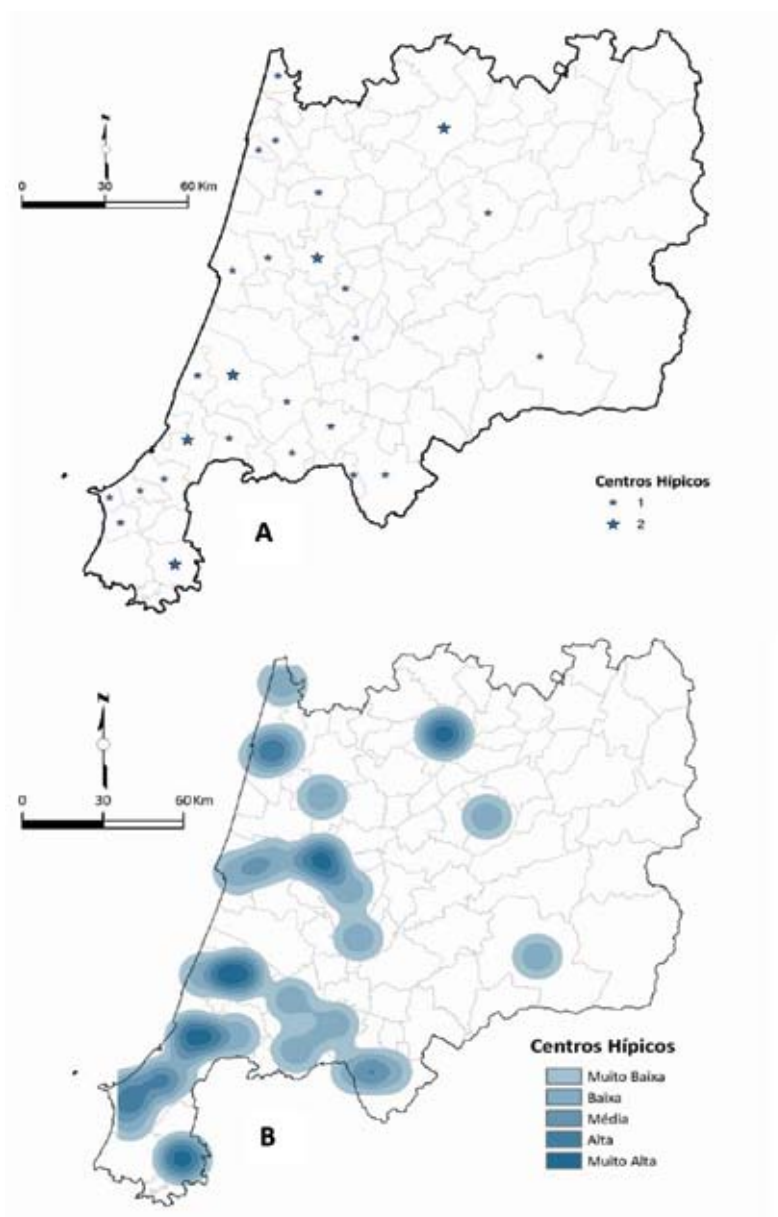 N
0 30 60 Km
Centros Hípicos
1
2
A
N
0 30 60 Km
Centros Hípicos
Muito Baixa
Baixa
Média
Alta
Muito Alta
B